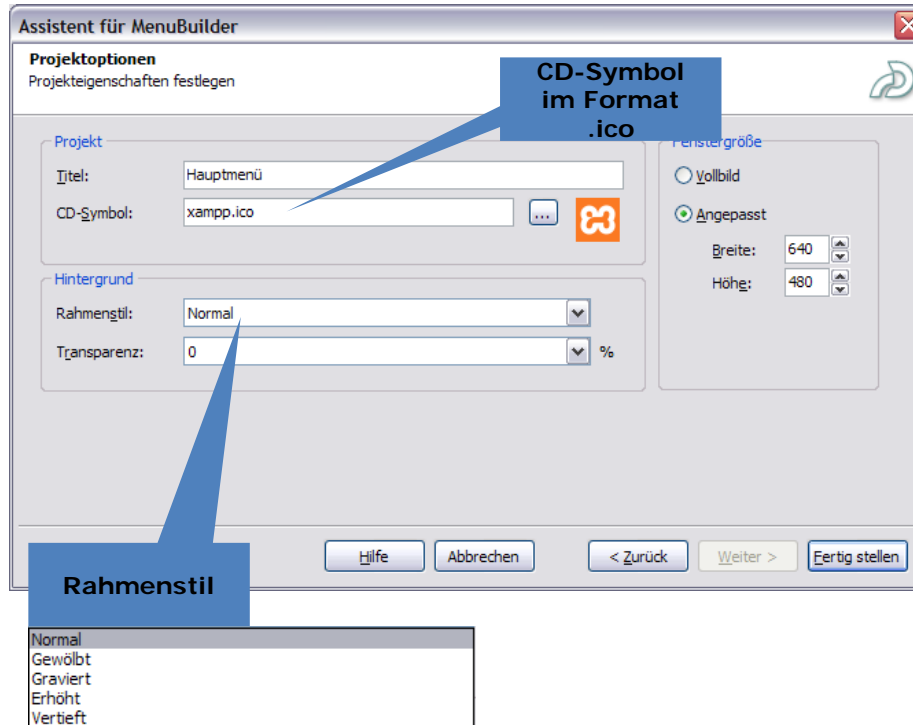 Assistent für MenuBuilder
Projektoptionen
Projekteigenschaften festlegen
CD-Symbol
im Format
.ico
Projekt
Titel:
Hauptmenü
CD-Symbol:
xampp.ico
...
Hintergrund
Rahmenstil:
Normal
Transparenz:
0
%
Fenstergröße
Vollbild
Angepasst
Breite:
640
Höhe:
480
Hilfe
Abbrechen
< Zurück
Weiter >
Fertig stellen
Rahmenstil
Normal
Gewölbt
Graviert
Erhöht
Vertieft